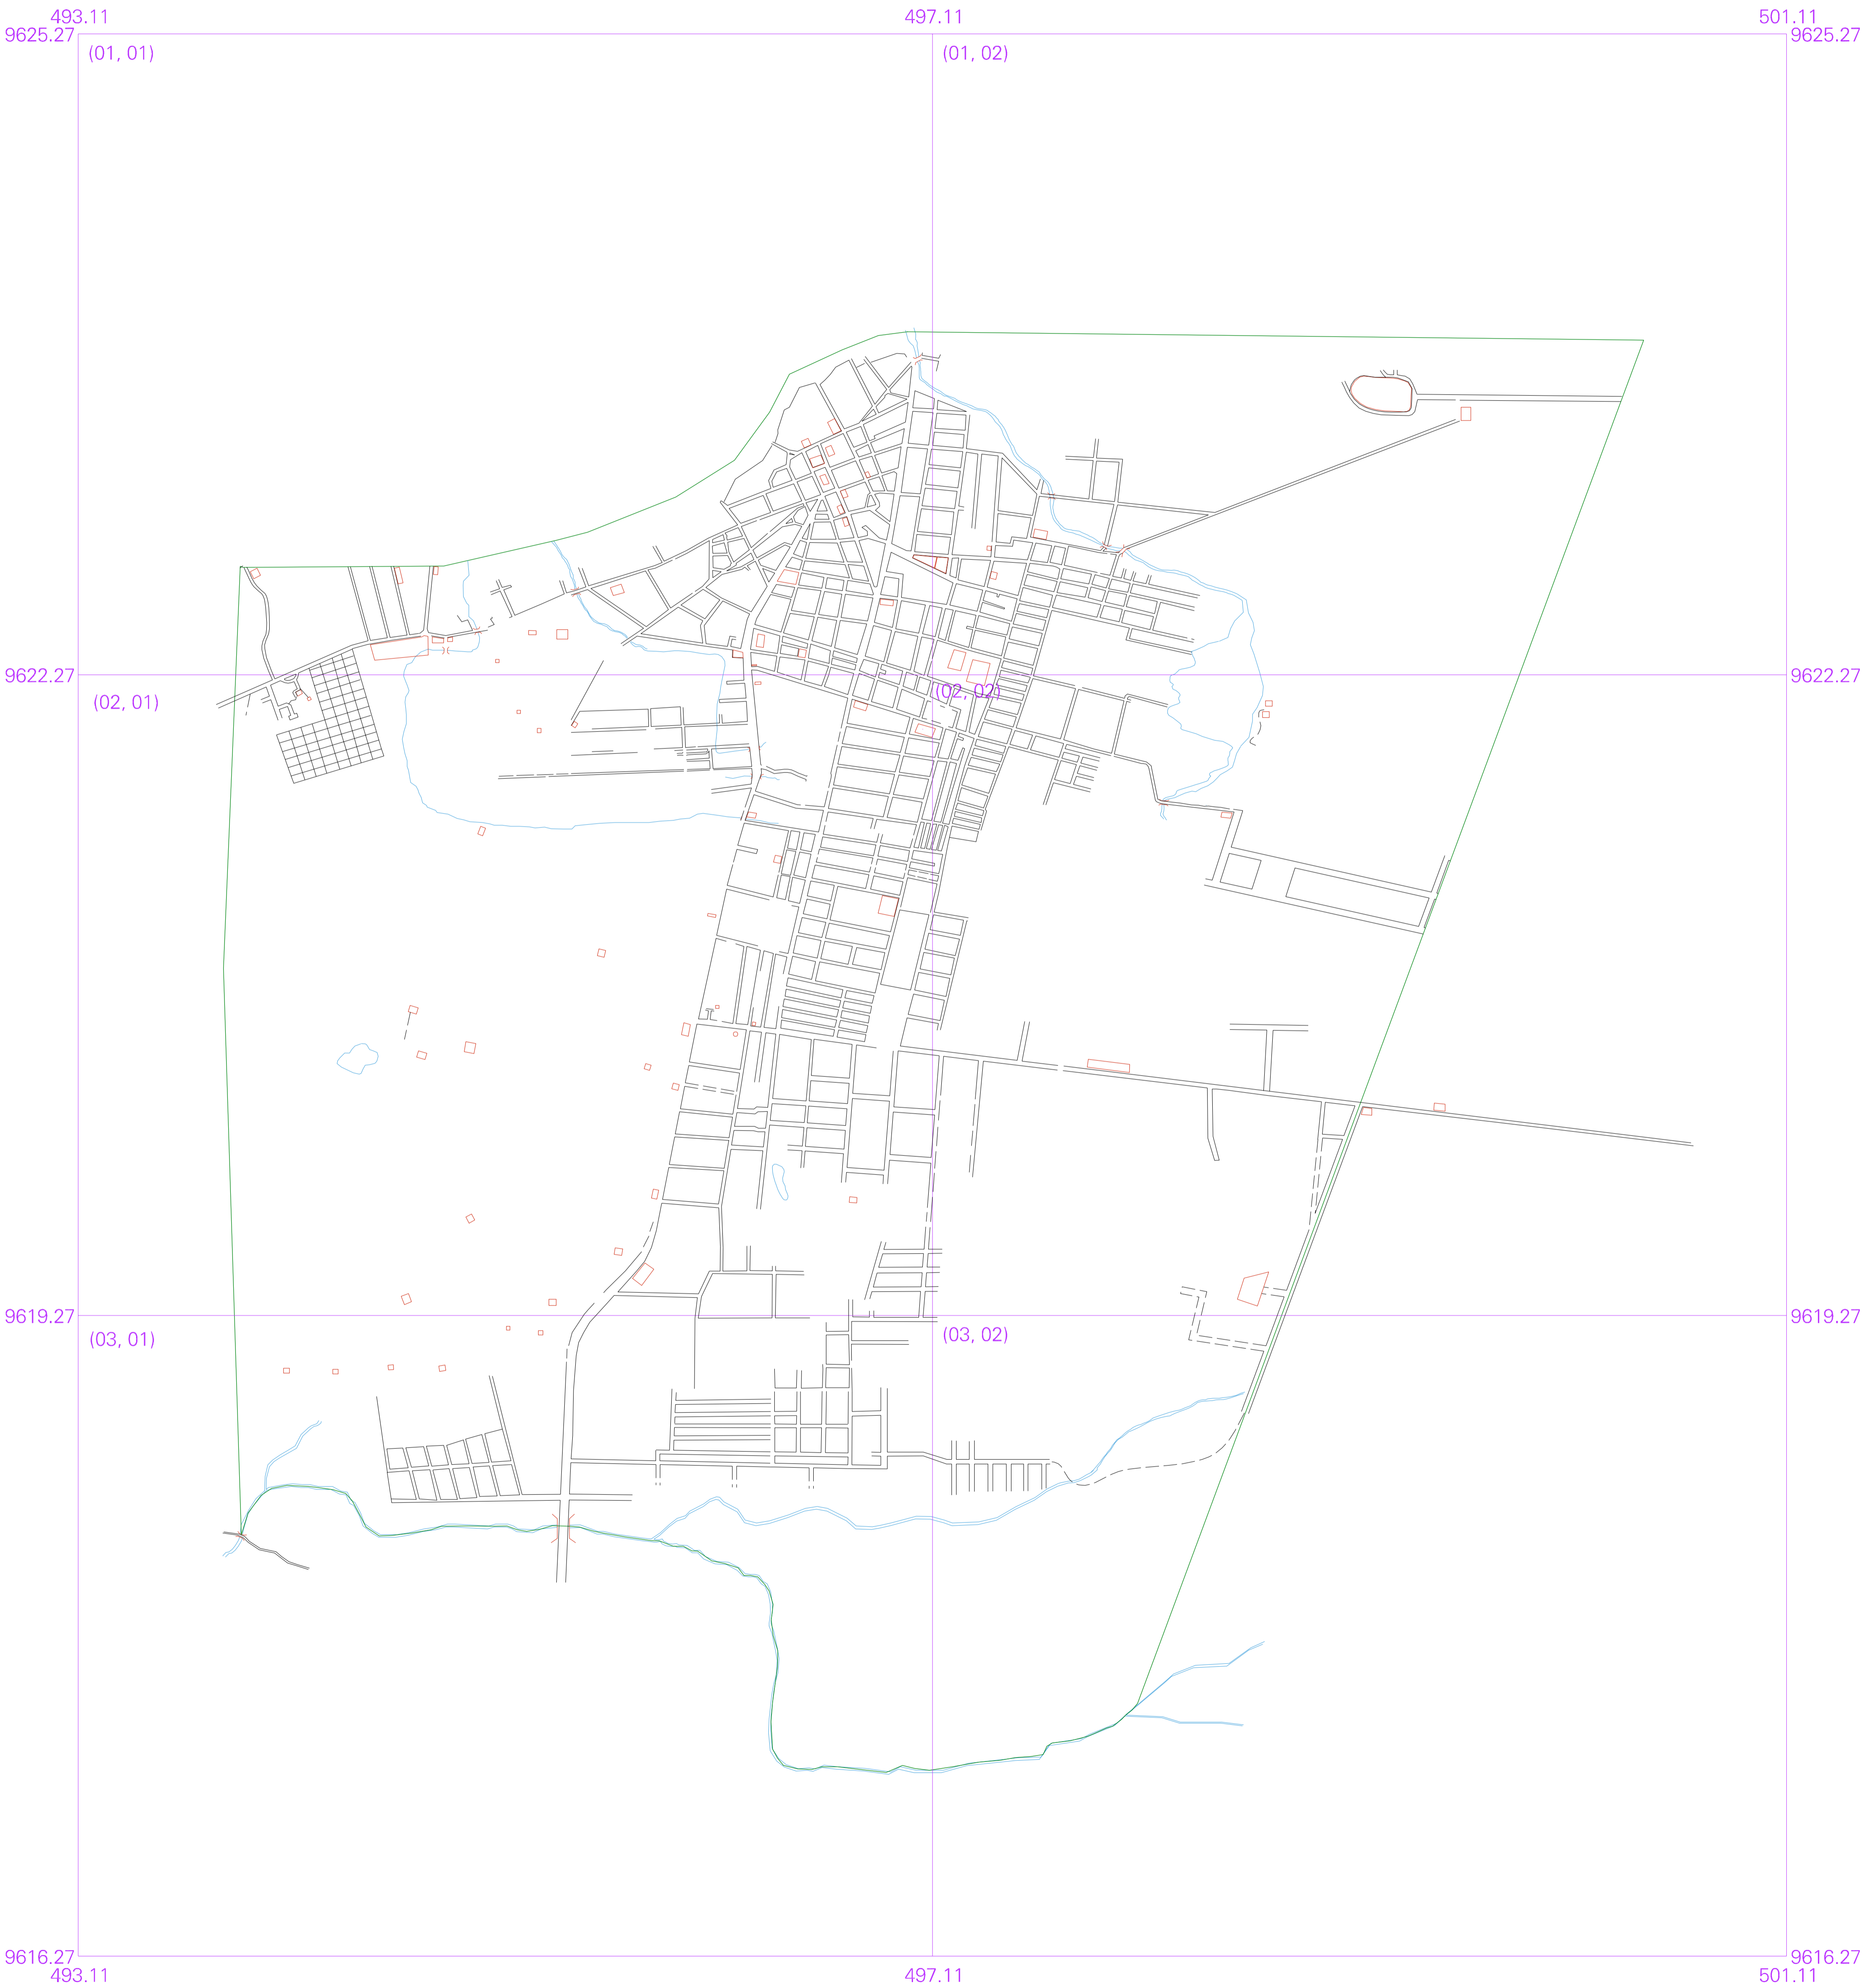 493.11 497.11 501.11
9625.27 9625.27
(01, 01) (01, 02)
9622.27 9622.27
(02, 01) (02, 02)
9619.27 9619.27
(03, 01) (03, 02)
9616.27 9616.27
493.11 497.11 501.11